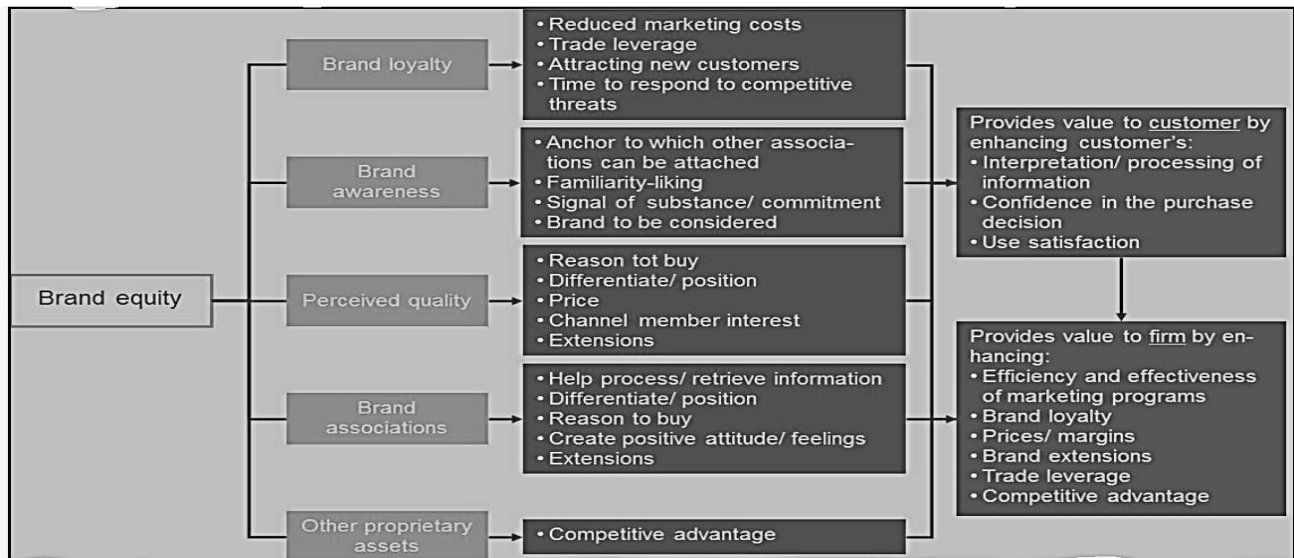 Brand equity
Brand loyalty
• Reduced marketing costs
• Trade leverage
• Attracting new customers
• Time to respond to competitive
threats
Brand
awareness
• Anchor to which other associa-
tions can be attached
• Familiarity-liking
• Signal of substance/ commitment
• Brand to be considered
Perceived quality
• Reason tot buy
• Differentiate/ position
• Price
• Channel member interest
• Extensions
Brand
associations
• Help process/ retrieve information
• Differentiate/ position
• Reason to buy
• Create positive attitude/ feelings
• Extensions
Other proprietary
assets
• Competitive advantage
Provides value to customer by
enhancing customer's:
• Interpretation/ processing of
information
• Confidence in the purchase
decision
• Use satisfaction
Provides value to firm by en-
hancing:
• Efficiency and effectiveness
of marketing programs
• Brand loyalty
• Prices/ margins
• Brand extensions
• Trade leverage
• Competitive advantage